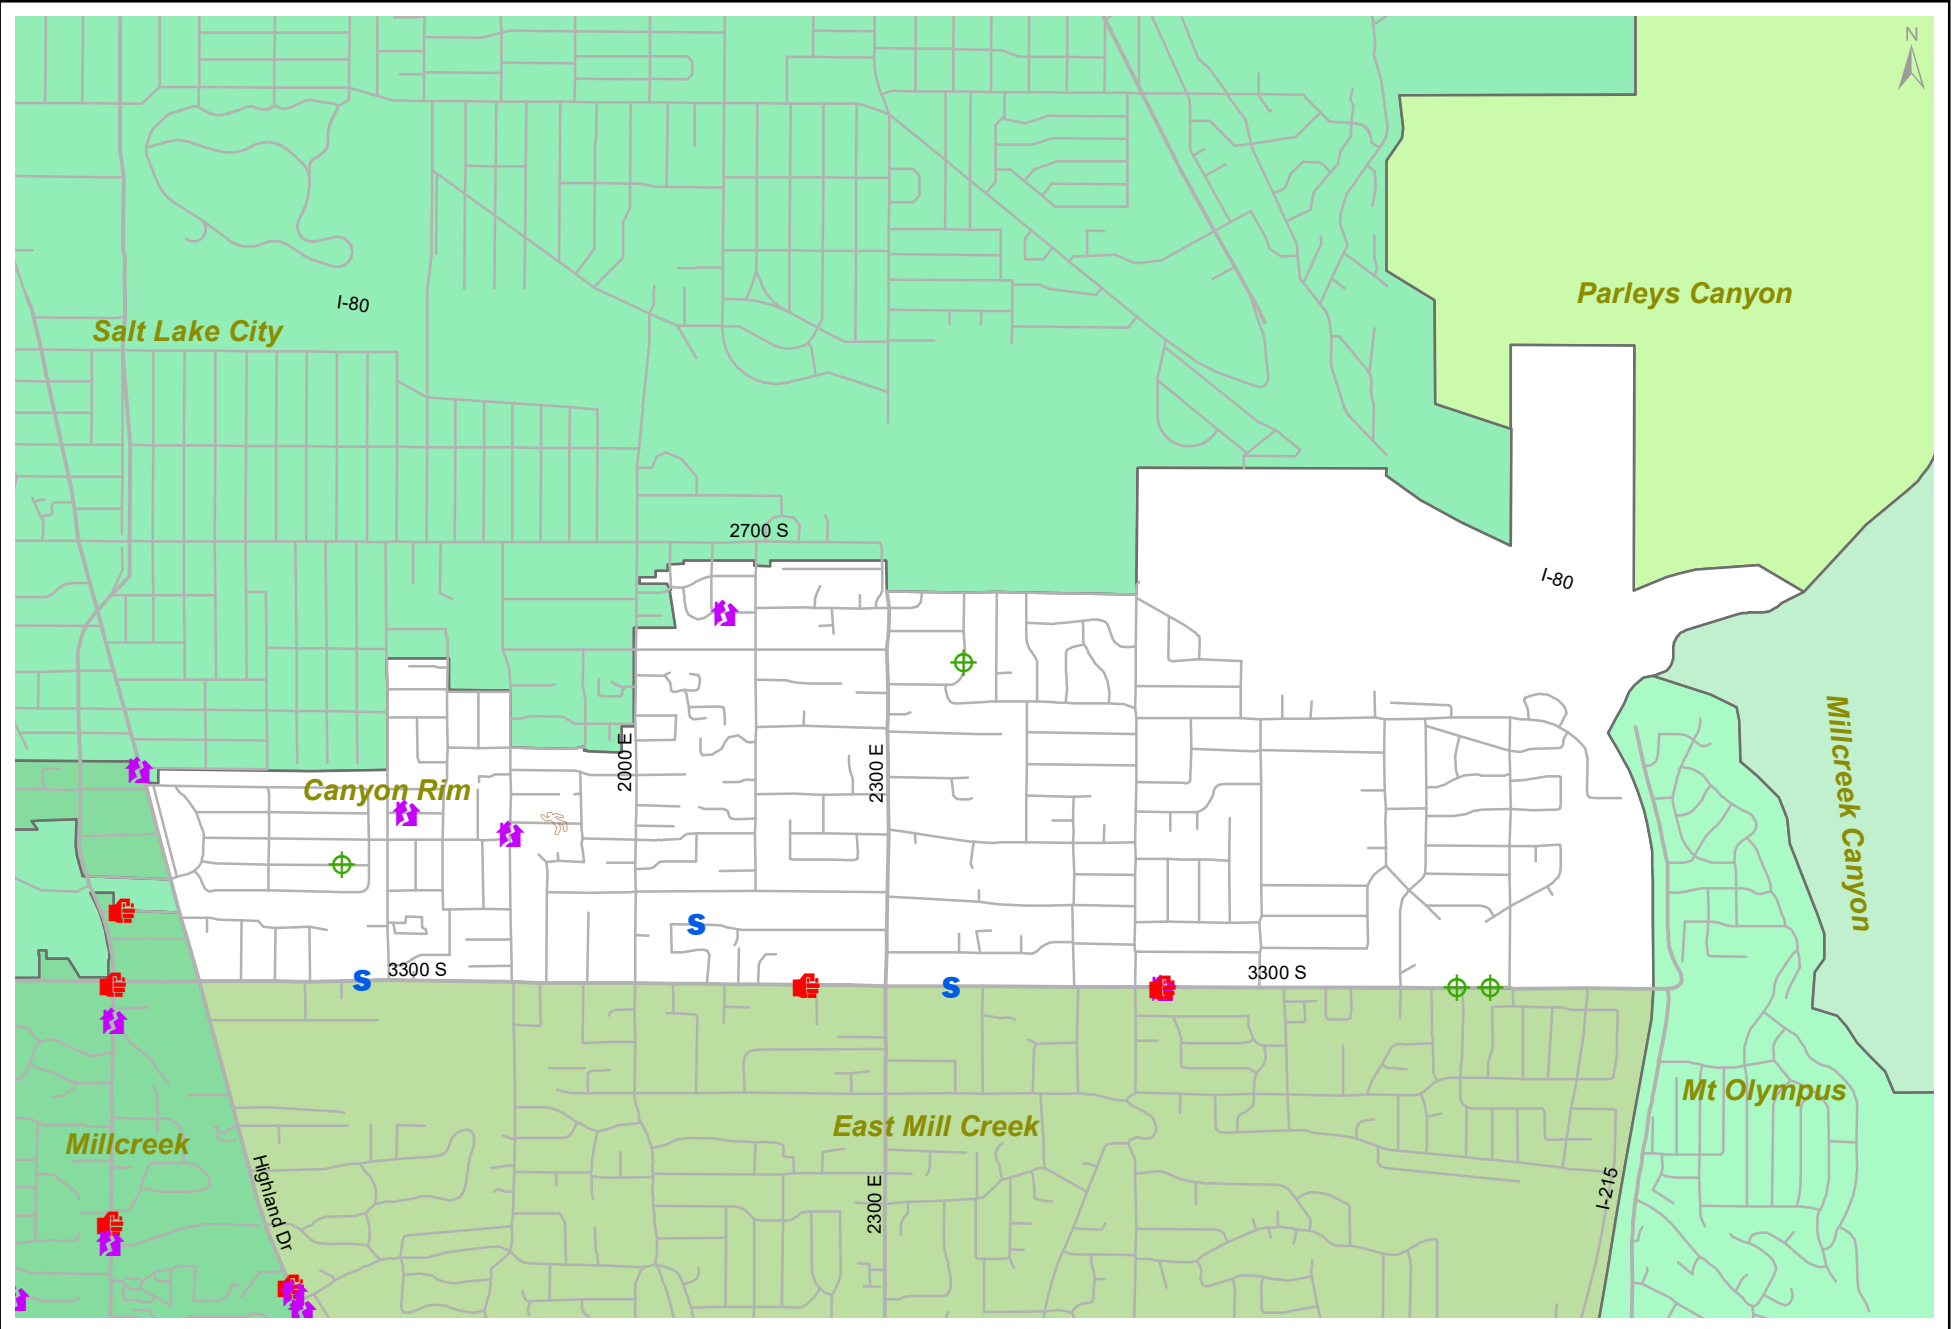 N
Parleys Canyon
I-80
Salt Lake City
2700 S
I-80
Millcreek Canyon
2000 E
2300 E
Canyon Rim
S
S
3300 S
S
3300 S
Mt Olympus
East Mill Creek
Millcreek
Highland Dr
2300 E
I-215